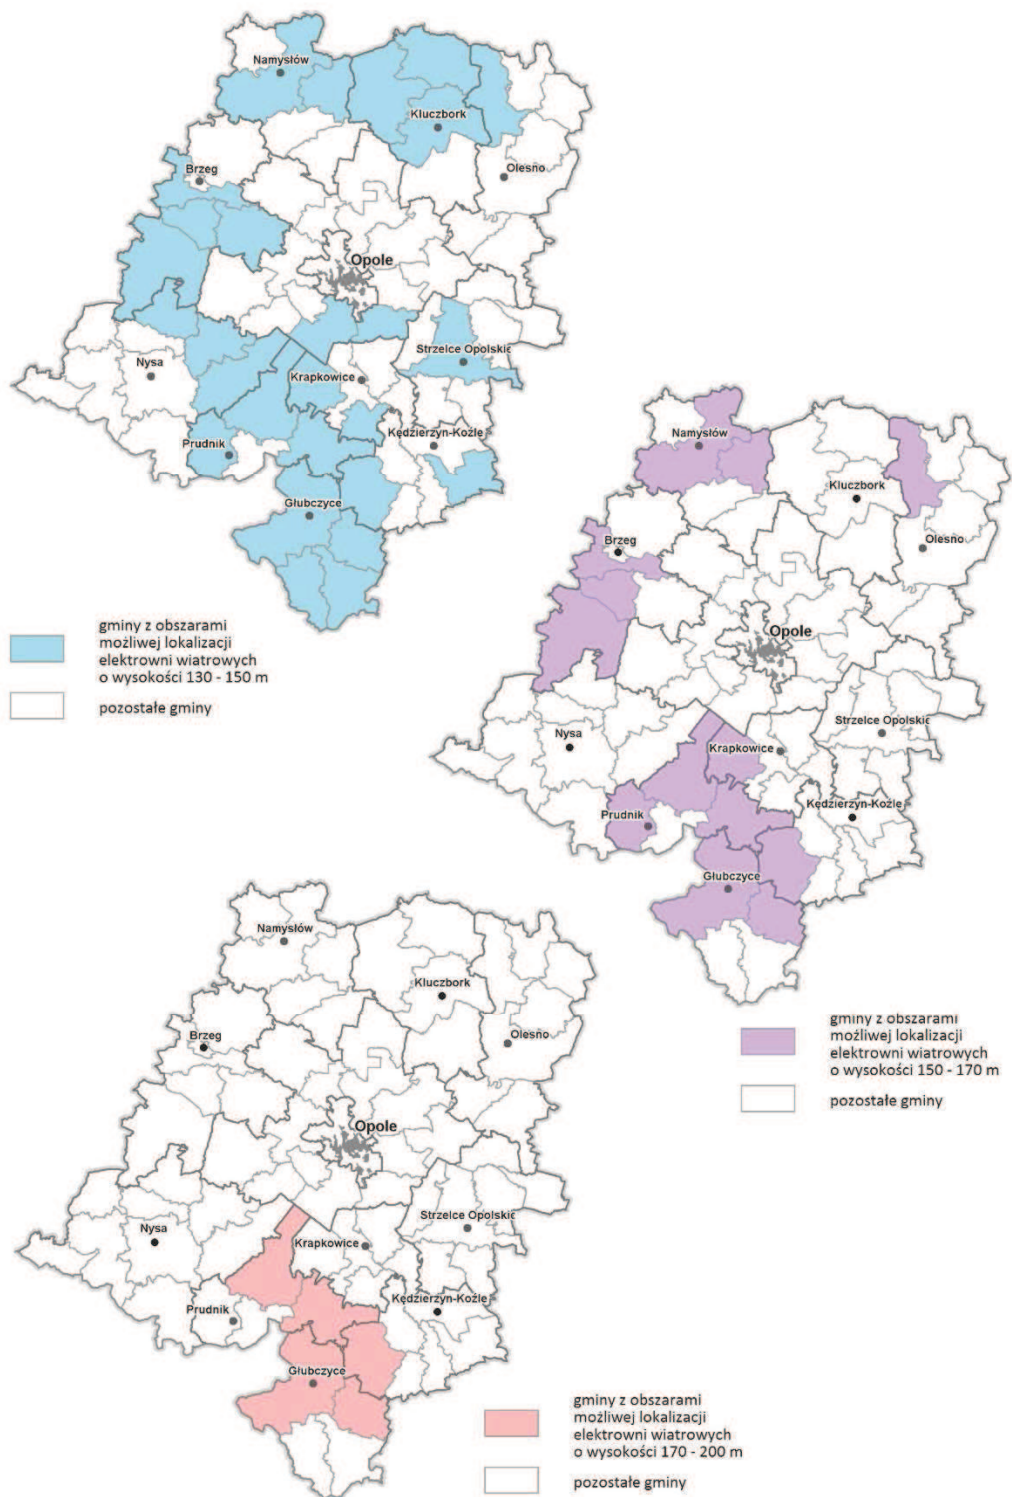 Namysłów
Kluczbork
Olesno
Brzeg
Opole
Nysa
Strzelce Opolskie
Krapkowice
Prudnik
Kędzierzyn-Koźle
Głubczyce
gminy z obszarami
możliwej lokalizacji
elektrowni wiatrowych
o wysokości 130 - 150 m
pozostałe gminy
Namysłów
Kluczbork
Olesno
Brzeg
Opole
Nysa
Strzelce Opolskie
Krapkowice
Prudnik
Kędzierzyn-Koźle
Głubczyce
gminy z obszarami
możliwej lokalizacji
elektrowni wiatrowych
o wysokości 150 - 170 m
pozostałe gminy
Namysłów
Kluczbork
Olesno
Brzeg
Opole
Nysa
Strzelce Opolskie
Krapkowice
Prudnik
Kędzierzyn-Koźle
Głubczyce
gminy z obszarami
możliwej lokalizacji
elektrowni wiatrowych
o wysokości 170 - 200 m
pozostałe gminy